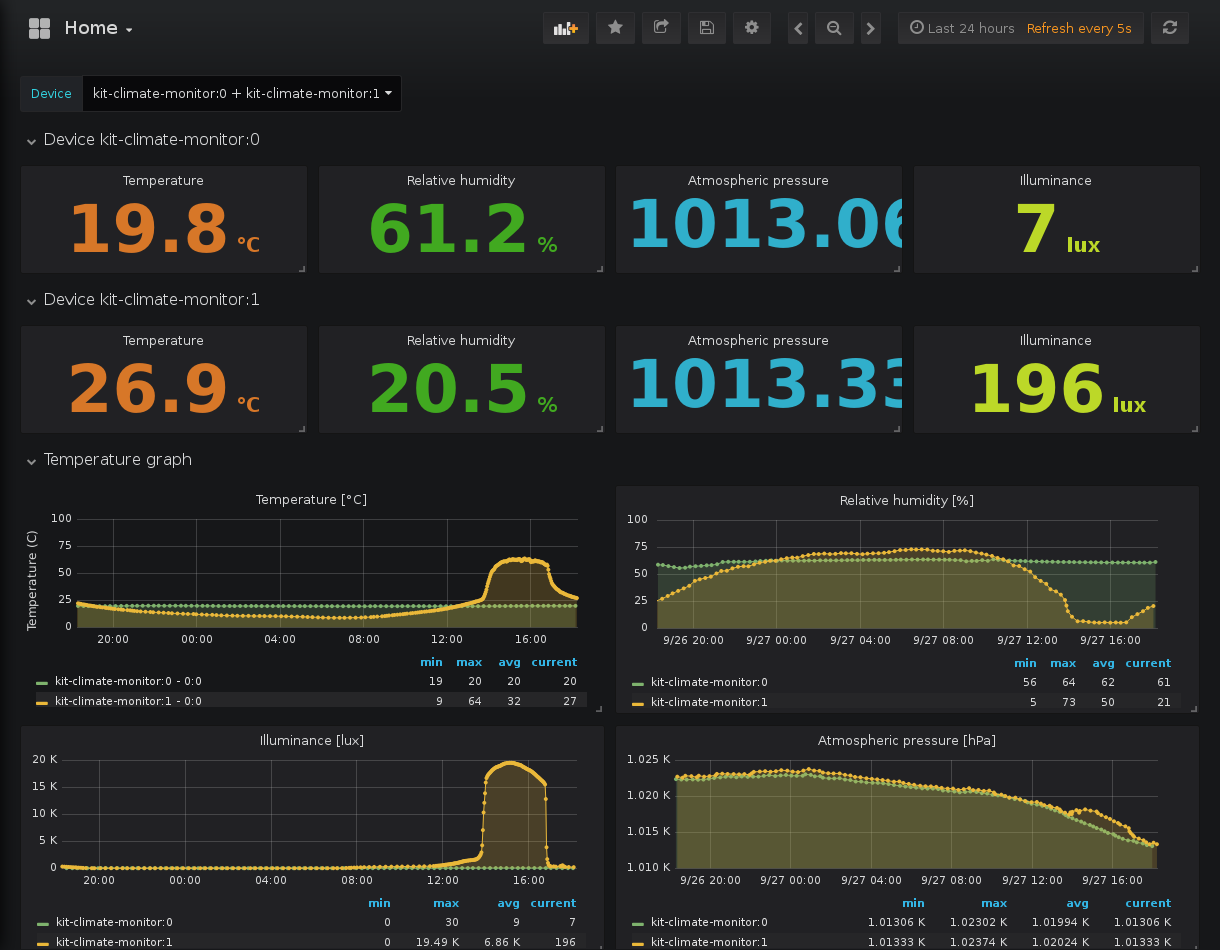 Home
Last 24 hours Refresh every 5s
Device kit-climate-monitor:0 + kit-climate-monitor:1
Device kit-climate-monitor:0
Temperature Relative humidity Atmospheric pressure Illuminance
19.8 °C 61.2 % 1013.06 7 lux
Device kit-climate-monitor:1
Temperature Relative humidity Atmospheric pressure Illuminance
26.9 °C 20.5 % 1013.33 196 lux
Temperature graph
Temperature [°C]
Temperature (C)
100
75
50
25
0
20:00 00:00 04:00 08:00 12:00 16:00
min max avg current
kit-climate-monitor:0 - 0:0 19 20 20 20
kit-climate-monitor:1 - 0:0 9 64 32 27
Relative humidity [%]
100
75
50
25
0
9/26 20:00 9/27 00:00 9/27 04:00 9/27 08:00 9/27 12:00 9/27 16:00
min max avg current
kit-climate-monitor:0 56 64 62 61
kit-climate-monitor:1 5 73 50 21
Illuminance [lux]
20 K
15 K
10 K
5 K
0
20:00 00:00 04:00 08:00 12:00 16:00
min max avg current
kit-climate-monitor:0 0 30 9 7
kit-climate-monitor:1 0 19.49 K 6.86 K 196
Atmospheric pressure [hPa]
1.025 K
1.020 K
1.015 K
1.010 K
9/26 20:00 9/27 00:00 9/27 04:00 9/27 08:00 9/27 12:00 9/27 16:00
min max avg current
kit-climate-monitor:0 1.01306 K 1.02302 K 1.01994 K 1.01306 K
kit-climate-monitor:1 1.01333 K 1.02374 K 1.02024 K 1.01333 K